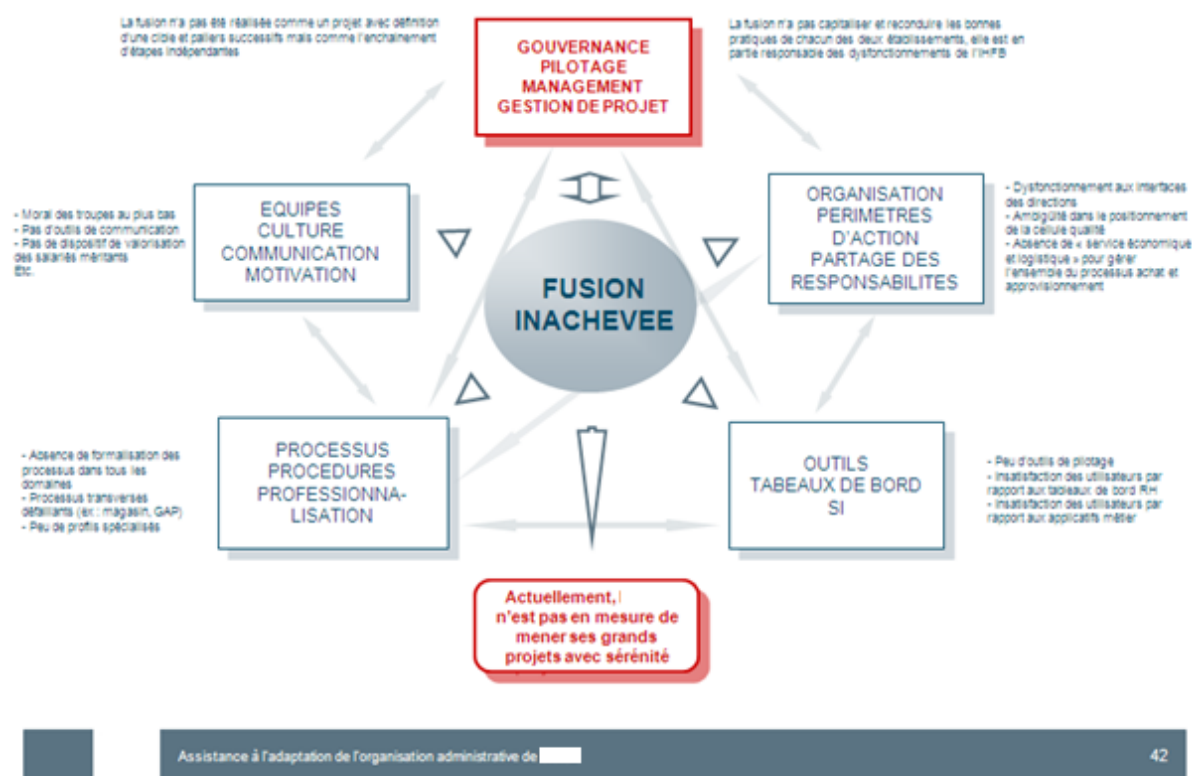 La fusion n'a pas été réalisée comme un projet avec définition
d'une cible et paliers successifs mais comme l'enchainement
d'étapes indépendantes
GOUVERNANCE
PILOTAGE
MANAGEMENT
GESTION DE PROJET
La fusion n'a pas capitaliser et reconduire les bonnes
pratiques de chacun des deux établissements, elle est en
partie responsable des dysfonctionnements de l'IHFB
- Moral des troupes au plus bas
- Pas d'outils de communication
- Pas de dispositif de valorisation
des salariés méritants
Etc.
EQUIPES
CULTURE
COMMUNICATION
MOTIVATION
ORGANISATION
PERIMETRES
D'ACTION
PARTAGE DES
RESPONSABILITES
- Dysfonctionnement aux interfaces
des directions
- Ambigüité dans le positionnement
de la cellule qualité
- Absence de « service économique
et logistique » pour gérer
l'ensemble du processus achat et
approvisionnement
FUSION
INACHEVEE
- Absence de formalisation des
processus dans tous les
domaines
- Processus transverses
défaillants (ex : magasin, GAP)
- Peu de profils spécialisés
PROCESSUS
PROCEDURES
PROFESSIONNA-
LISATION
OUTILS
TABEAUX DE BORD
SI
- Peu d'outils de pilotage
- Insatisfaction des utilisateurs par
rapport aux tableaux de bord RH
- Insatisfaction des utilisateurs par
rapport aux applicatifs métier
Actuellement,
n'est pas en mesure de
mener ses grands
projets avec sérénité
Assistance à l'adaptation de l'organisation administrative de
42